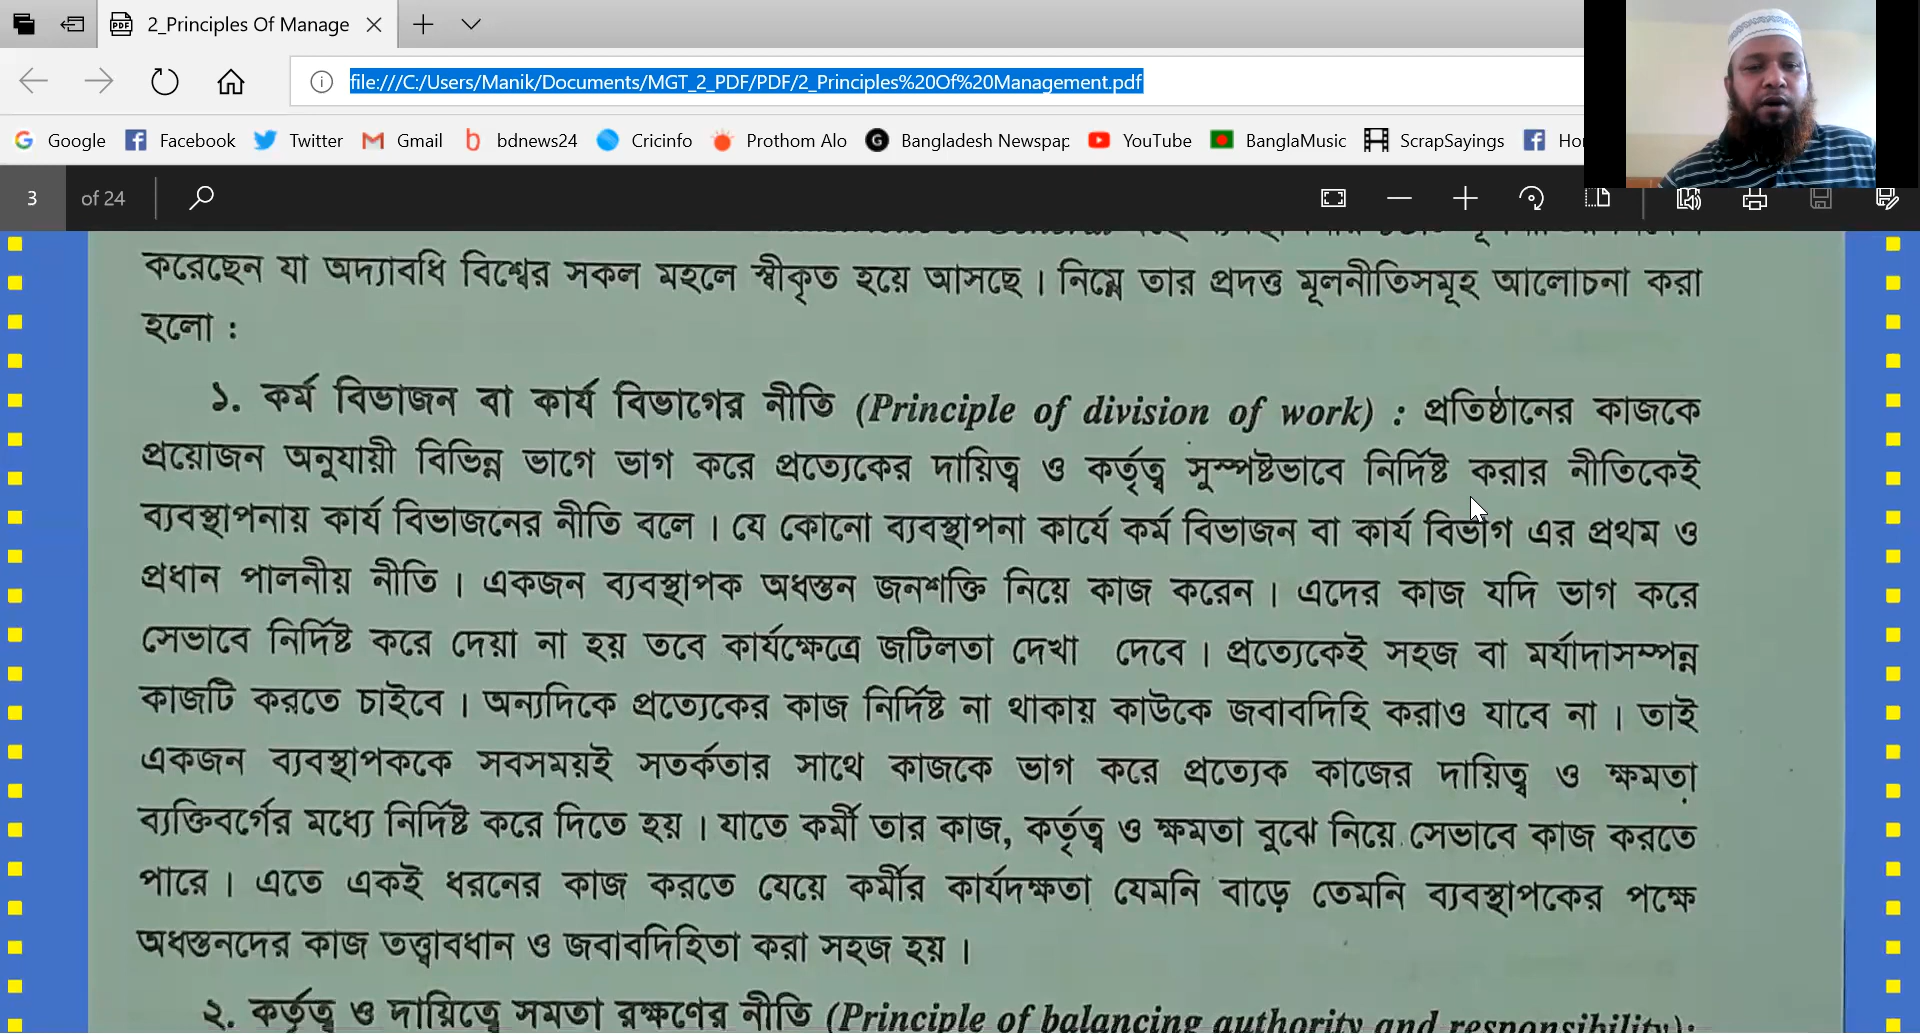 2_Principles Of Manage
file:///C:/Users/Manik/Documents/MGT_2_PDF/PDF/2_Principles%20Of%20Management.pdf
Google Facebook Twitter Gmail bdnews24 Cricinfo Prothom Alo Bangladesh Newspap YouTube BanglaMusic ScrapSayings Ho
3 of 24
করেছেন যা অদ্যাবধি বিশ্বের সকল মহলে স্বীকৃত হয়ে আসছে । নিম্নে তার প্রদত্ত মূলনীতিসমূহ আলোচনা করা
হলো :
১. কর্ম বিভাজন বা কার্য বিভাগের নীতি (Principle of division of work) : প্রতিষ্ঠানের কাজকে
প্রয়োজন অনুযায়ী বিভিন্ন ভাগে ভাগ করে প্রত্যেকের দায়িত্ব ও কর্তৃত্ব সুস্পষ্টভাবে নির্দিষ্ট করার নীতিকেই
ব্যবস্থাপনায় কার্য বিভাজনের নীতি বলে । যে কোনো ব্যবস্থাপনা কার্যে কর্ম বিভাজন বা কার্য বিভাগ এর প্রথম ও
প্রধান পালনীয় নীতি । একজন ব্যবস্থাপক অধস্তন জনশক্তি নিয়ে কাজ করেন । এদের কাজ যদি ভাগ করে
সেভাবে নির্দিষ্ট করে দেয়া না হয় তবে কার্যক্ষেত্রে জটিলতা দেখা দেবে । প্রত্যেকেই সহজ বা মর্যাদাসম্পন্ন
কাজটি করতে চাইবে । অন্যদিকে প্রত্যেকের কাজ নির্দিষ্ট না থাকায় কাউকে জবাবদিহি করাও যাবে না । তাই
একজন ব্যবস্থাপককে সবসময়ই সতর্কতার সাথে কাজকে ভাগ করে প্রত্যেক কাজের দায়িত্ব ও ক্ষমতা
ব্যক্তিবর্গের মধ্যে নির্দিষ্ট করে দিতে হয় । যাতে কর্মী তার কাজ, কর্তৃত্ব ও ক্ষমতা বুঝে নিয়ে সেভাবে কাজ করতে
পারে । এতে একই ধরনের কাজ করতে যেয়ে কর্মীর কার্যদক্ষতা যেমনি বাড়ে তেমনি ব্যবস্থাপকের পক্ষে
অধস্তনদের কাজ তত্ত্বাবধান ও জবাবদিহিতা করা সহজ হয় ।
২. কর্তৃত্ব ও দায়িত্বে সমতা রক্ষণের নীতি (Principle of balancing authority and responsibility):